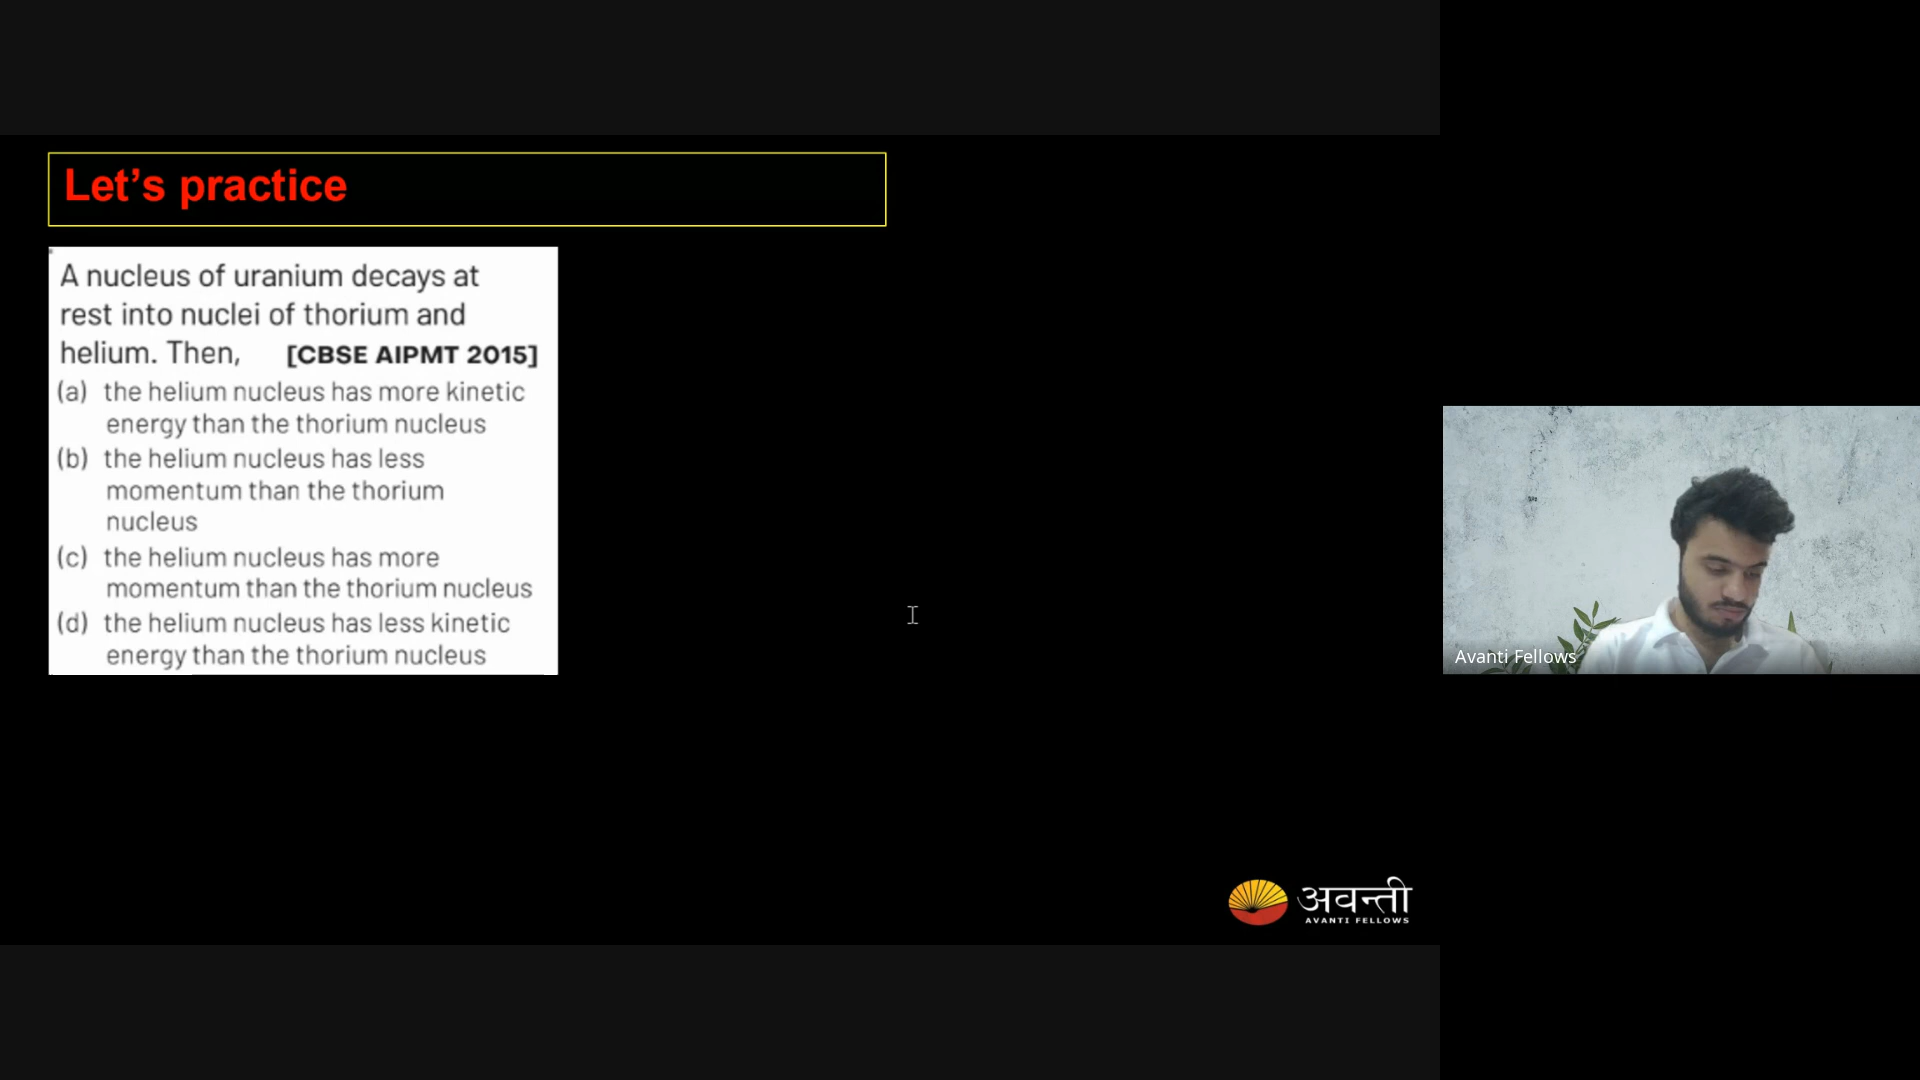 Let's practice
A nucleus of uranium decays at
rest into nuclei of thorium and
helium. Then, [CBSE AIPMT 2015]
(a) the helium nucleus has more kinetic
energy than the thorium nucleus
(b) the helium nucleus has less
momentum than the thorium
nucleus
(c) the helium nucleus has more
momentum than the thorium nucleus
(d) the helium nucleus has less kinetic
energy than the thorium nucleus
Avanti Fellows
अवन्ती
AVANTI FELLOWS